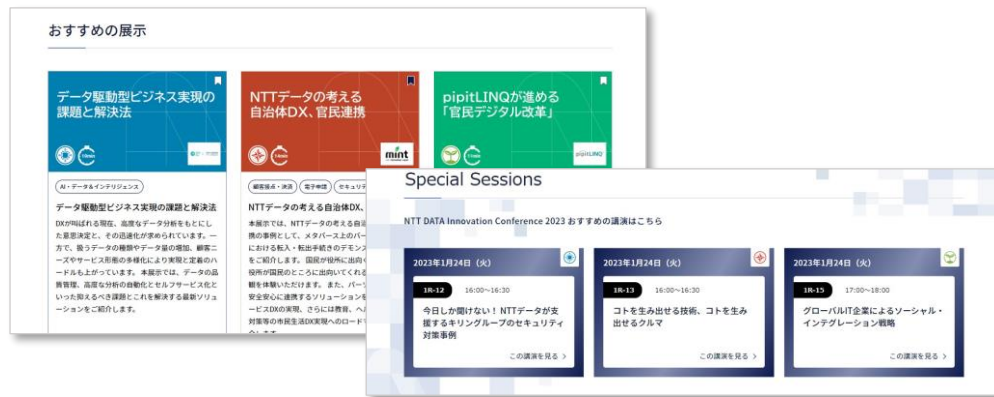 おすすめの展示
データ駆動型ビジネス実現の
課題と解決法
AI・データ&インテリジェンス
データ駆動型ビジネス実現の課題と解決法
DXが叫ばれる現在、高度なデータ分析をもとにし
た意思決定と、その迅速化が求められています。一
方で、扱うデータの種類やデータ量の増加、顧客ニ
ーズやサービス形態の多様化により実現と定着のハ
ードルも上がっています。本展示では、データの品
質管理、高度な分析の自動化とセルフサービス化と
いった抑えるべき課題とこれを解決する最新ソリュ
ーションをご紹介します。
NTTデータの考える
自治体DX、官民連携
mint
顧客接点・決済
電子申請
セキュリテ
NTTデータの考える自治体DX、
本展示では、NTTデータの考える自
携の事例として、メタバース上のバー
における転入・転出手続きのデモンス
をご紹介します。国民が役所に出向く
役所が国民のところに出向いてくれる
観を体験いただけます。また、パーソ
安全安心に連携するソリューションを
ービスDXの実現、さらには教育、ヘル
対策等の市民生活DX実現へのロード
pipitLINQが進める
「官民デジタル改革」
pipitLINQ
Special Sessions
NTT DATA Innovation Conference 2023 おすすめの講演はこちら
2023年1月24日（火）
1R-12 16:00~16:30
今日しか聞けない! NTTデータが支
援するキリングループのセキュリティ
対策事例
この講演を見る
2023年1月24日（火）
1R-13 16:00~16:30
コトを生み出せる技術、コトを生み
出せるクルマ
この講演を見る
2023年1月24日（火）
1R-15 17:00~18:00
グローバルIT企業によるソーシャル・
インテグレーション戦略
この講演を見る